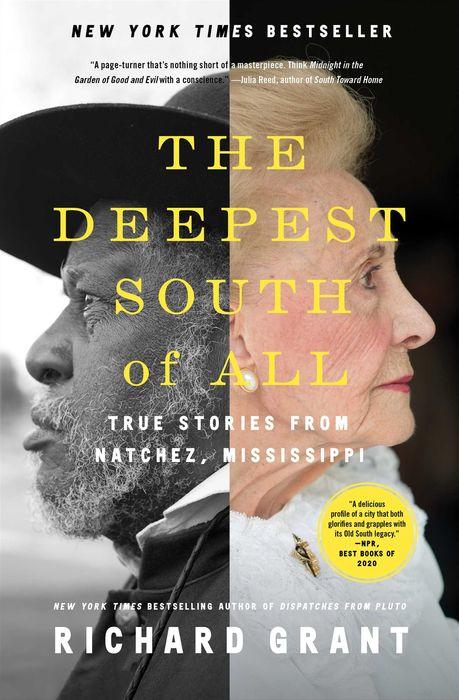 NEW YORK TIMES BESTSELLER
"A page-turner that's nothing short of a masterpiece. Think Midnight in the
Garden of Good and Evil with a conscience." —Julia Reed, author of South Toward Home
THE
DEEPEST
SOUTH
of ALL
TRUE STORIES FROM
NATCHEZ, MISSISSIPPI
"A delicious
profile of a city that both
glorifies and grapples with
its Old South legacy."
—NPR,
BEST BOOKS OF
2020
NEW YORK TIMES BESTSELLING AUTHOR OF DISPATCHES FROM PLUTO
RICHARD GRANT